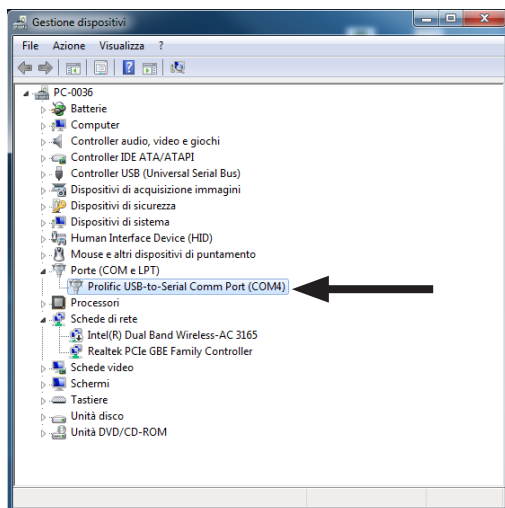 Gestione dispositivi
File Azione Visualizza ?
PC-0036
Batterie
Computer
Controller audio, video e giochi
Controller IDE ATA/ATAPI
Controller USB (Universal Serial Bus)
Dispositivi di acquisizione immagini
Dispositivi di sicurezza
Dispositivi di sistema
Human Interface Device (HID)
Mouse e altri dispositivi di puntamento
Porte (COM e LPT)
Prolific USB-to-Serial Comm Port (COM4)
Processori
Schede di rete
Intel(R) Dual Band Wireless-AC 3165
Realtek PCIe GBE Family Controller
Schede video
Schermi
Tastiere
Unità disco
Unità DVD/CD-ROM